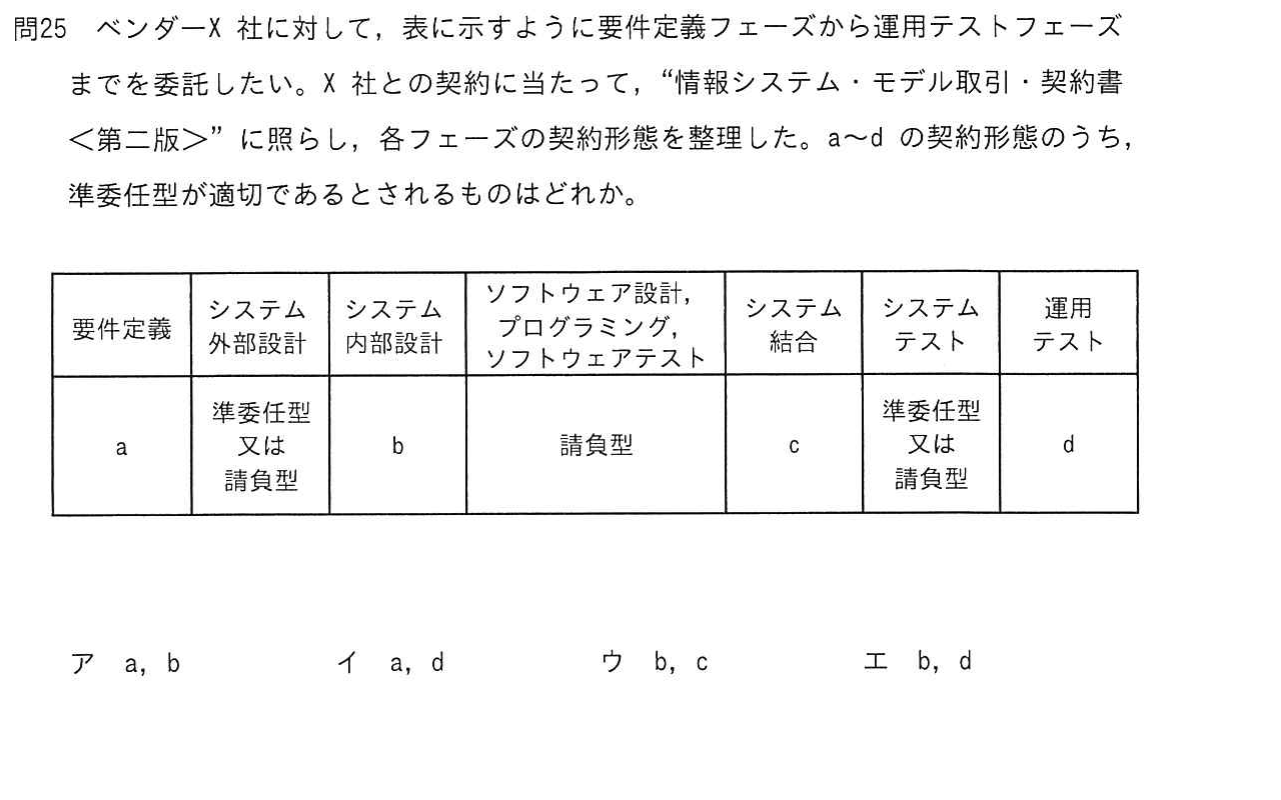 問25 ベンダーX 社に対して，表に示すように要件定義フェーズから運用テストフェーズ
までを委託したい。X 社との契約に当たって，“情報システム・モデル取引・契約書
＜第二版＞” に照らし，各フェーズの契約形態を整理した。a～d の契約形態のうち，
準委任型が適切であるとされるものはどれか。
要件定義
システム
外部設計
システム
内部設計
ソフトウェア設計，
プログラミング，
ソフトウェアテスト
システム
結合
システム
テスト
運用
テスト
a
準委任型
又は
請負型
b
請負型
c
準委任型
又は
請負型
d
ア a，b イ a，d ウ b，c エ b，d